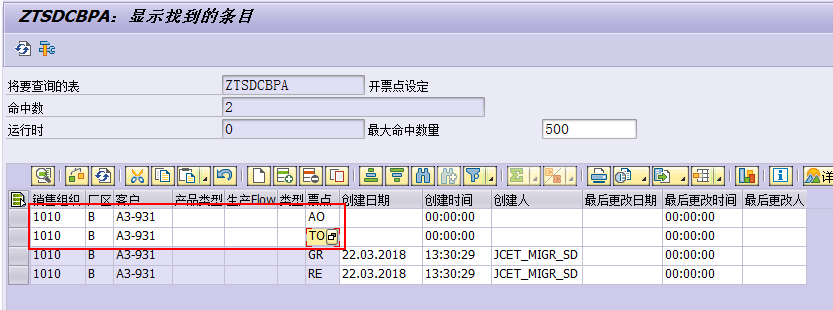 ZTSDCBPA: 显示找到的条目
将要查询的表 ZTSDCBPA 开票点设定
命中数 2
运行时 0 最大命中数量 500
详
销售组织 厂区 客户 产品类型 生产Flow 类型 票点 创建日期 创建时间 创建人 最后更改日期 最后更改时间 最后更改人
1010 B A3-931 AO 00:00:00 00:00:00
1010 B A3-931 TO 00:00:00 00:00:00
1010 B A3-931 GR 22.03.2018 13:30:29 JCET_MIGR_SD 00:00:00
1010 B A3-931 RE 22.03.2018 13:30:29 JCET_MIGR_SD 00:00:00